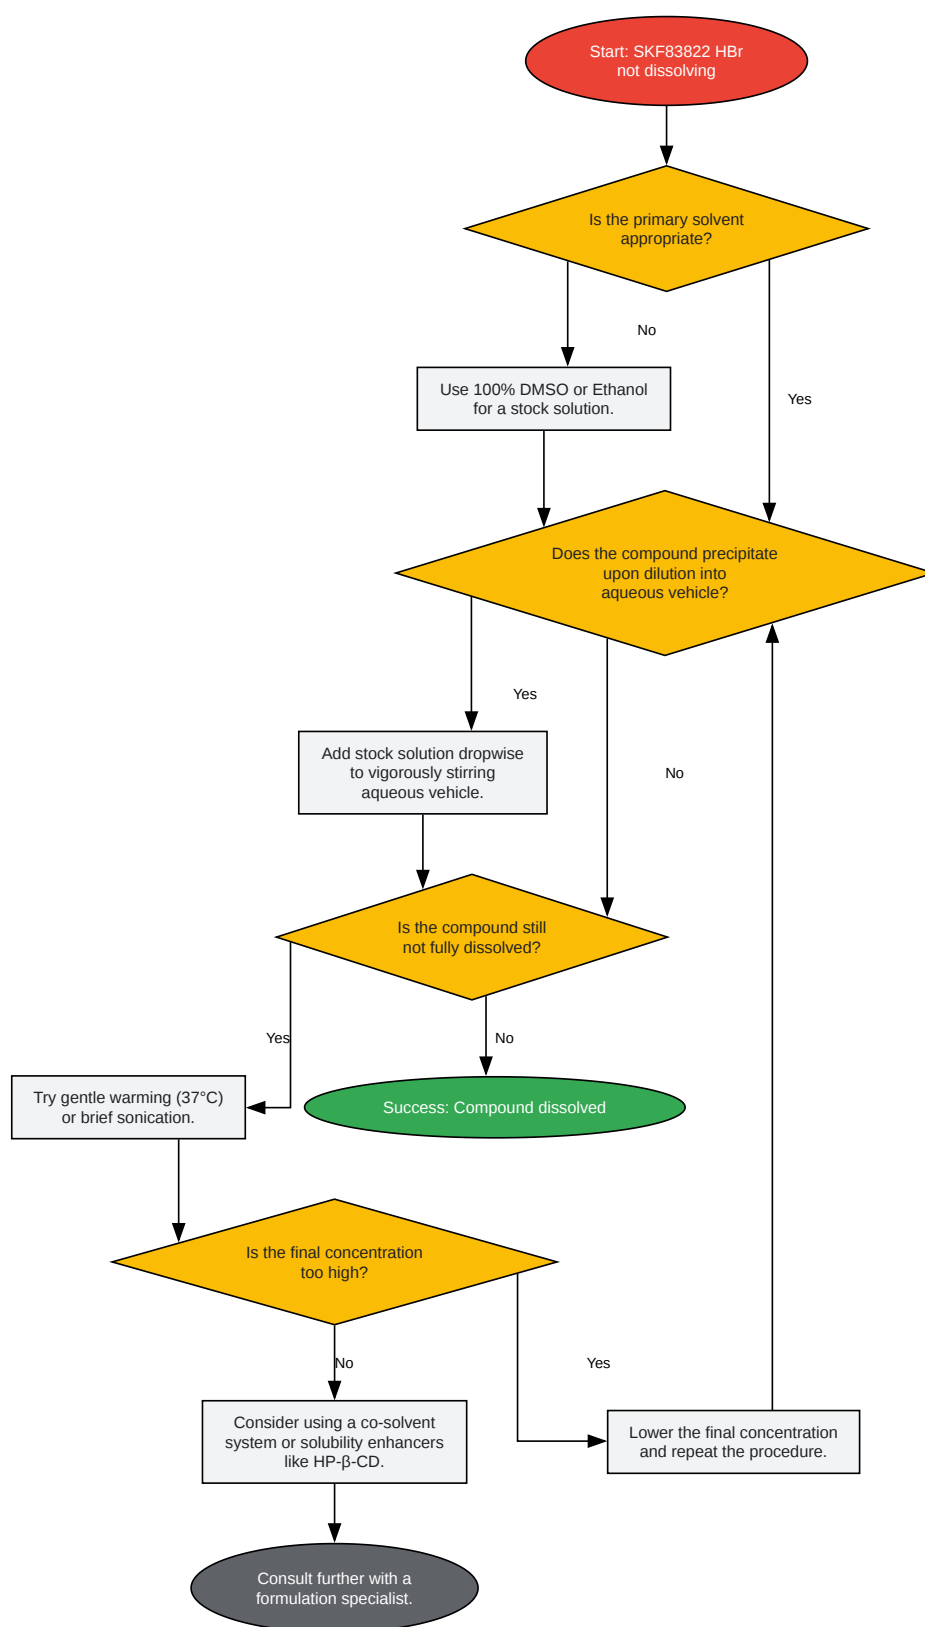 Start: SKF83822 HBr
not dissolving
Is the primary solvent
appropriate?
No
Use 100% DMSO or Ethanol
for a stock solution.
Yes
Does the compound precipitate
upon dilution into
aqueous vehicle?
Yes
Add stock solution dropwise
to vigorously stirring
aqueous vehicle.
No
Is the compound still
not fully dissolved?
Yes
No
Try gentle warming (37°C)
or brief sonication.
Success: Compound dissolved
Is the final concentration
too high?
No
Yes
Consider using a co-solvent
system or solubility enhancers
like HP-β-CD.
Lower the final concentration
and repeat the procedure.
Consult further with a
formulation specialist.